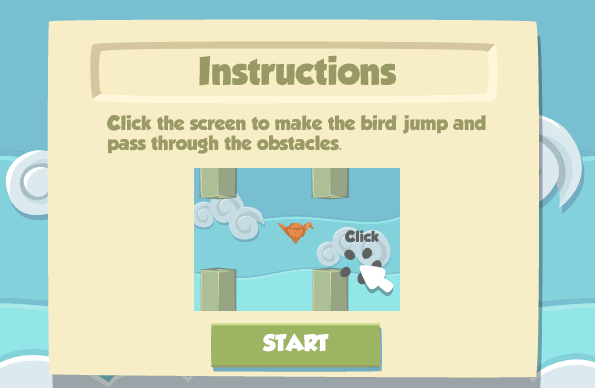 Instructions
Click the screen to make the bird jump and
pass through the obstacles.
Click
START